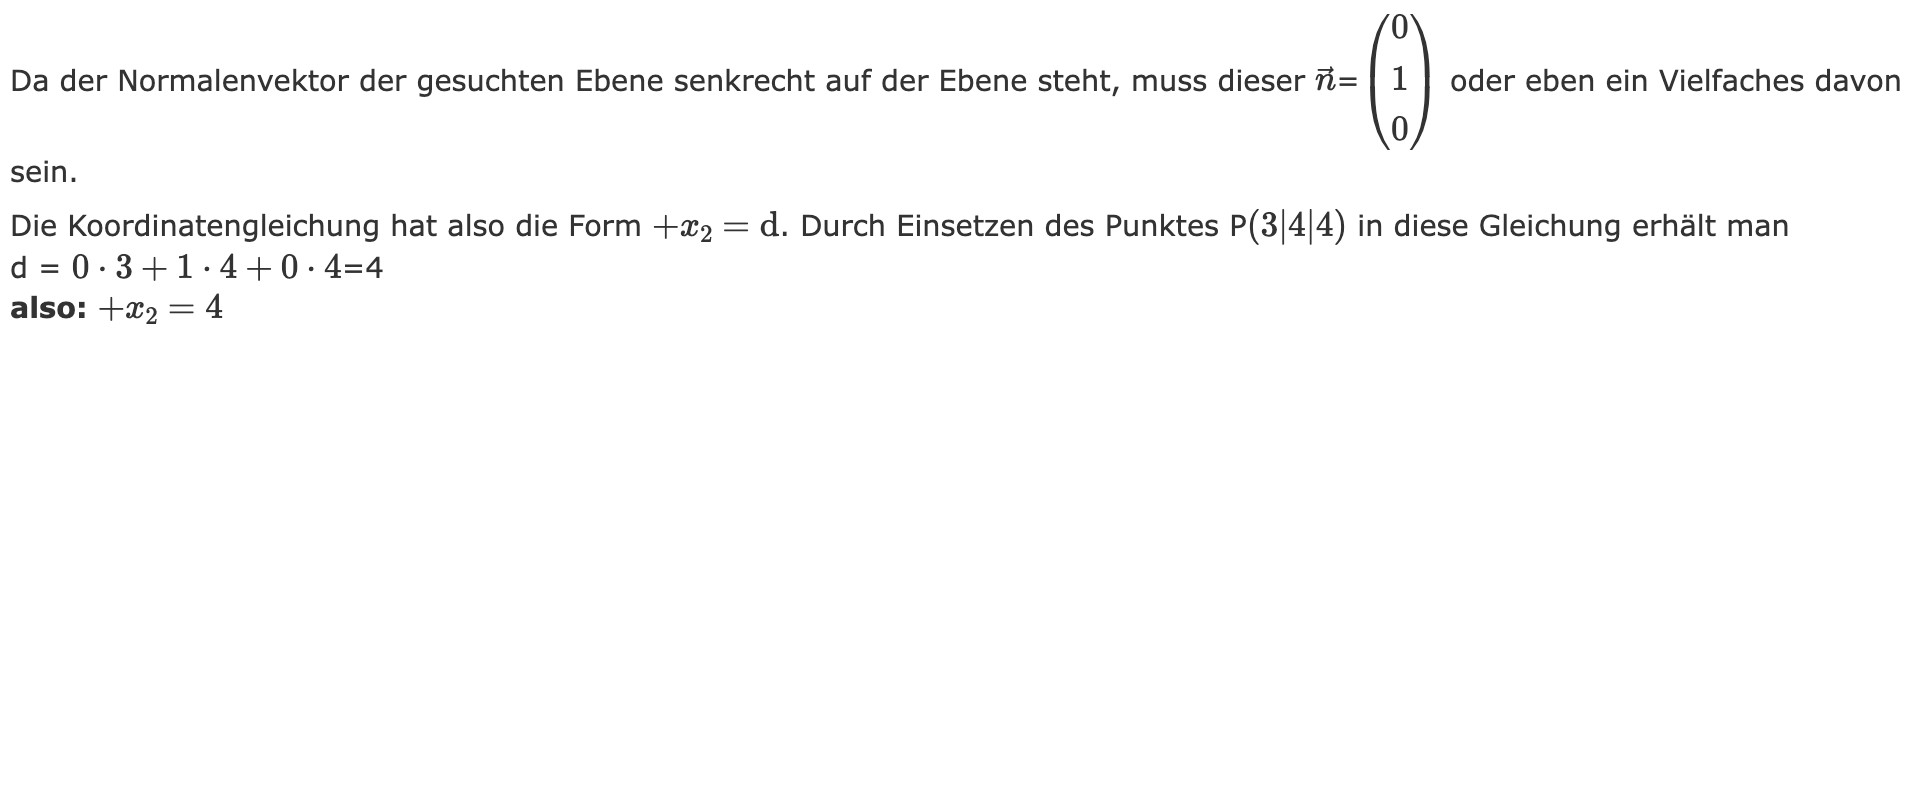 Da der Normalenvektor der gesuchten Ebene senkrecht auf der Ebene steht, muss dieser $\vec{n}$= $\begin{pmatrix} 0 \\ 1 \\ 0 \end{pmatrix}$ oder eben ein Vielfaches davon
sein.
Die Koordinatengleichung hat also die Form $+x_2 = \mathrm{d}$. Durch Einsetzen des Punktes P$(3|4|4)$ in diese Gleichung erhält man
d = $0 \cdot 3 + 1 \cdot 4 + 0 \cdot 4$=4
also: $+x_2 = 4$